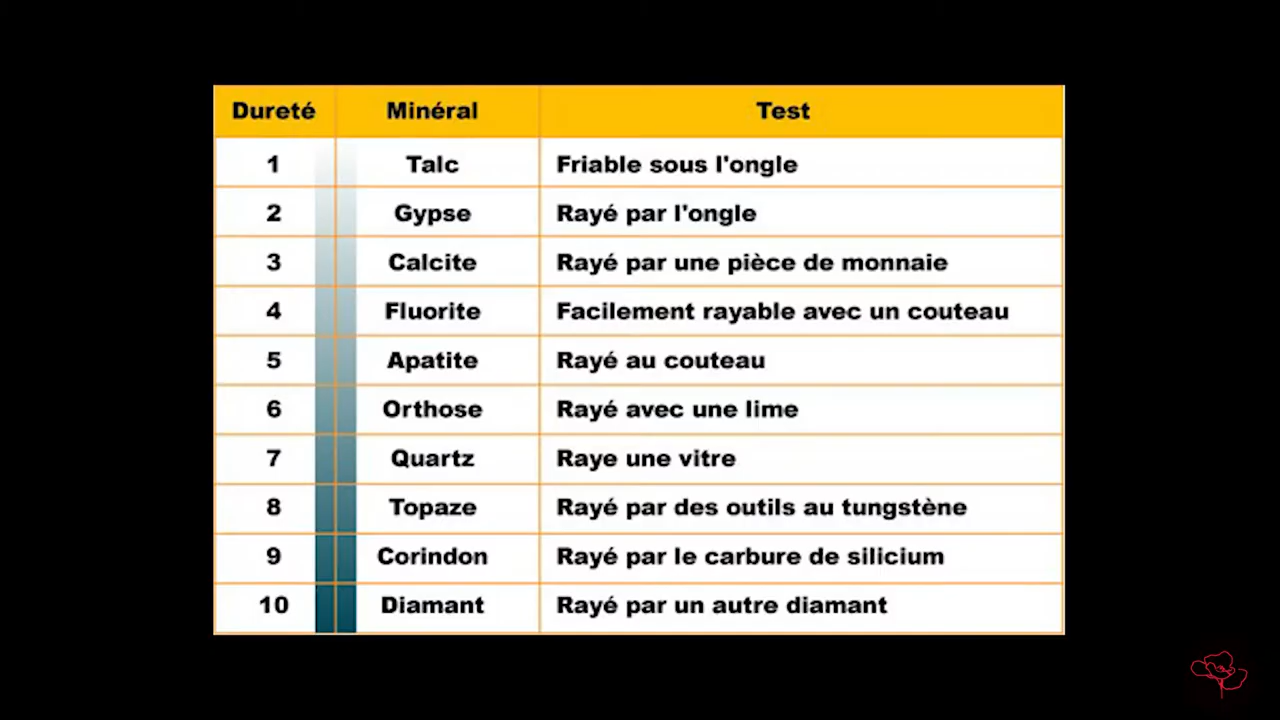 Dureté Minéral Test
1 Talc Friable sous l'ongle
2 Gypse Rayé par l'ongle
3 Calcite Rayé par une pièce de monnaie
4 Fluorite Facilement rayable avec un couteau
5 Apatite Rayé au couteau
6 Orthose Rayé avec une lime
7 Quartz Raye une vitre
8 Topaze Rayé par des outils au tungstène
9 Corindon Rayé par le carbure de silicium
10 Diamant Rayé par un autre diamant